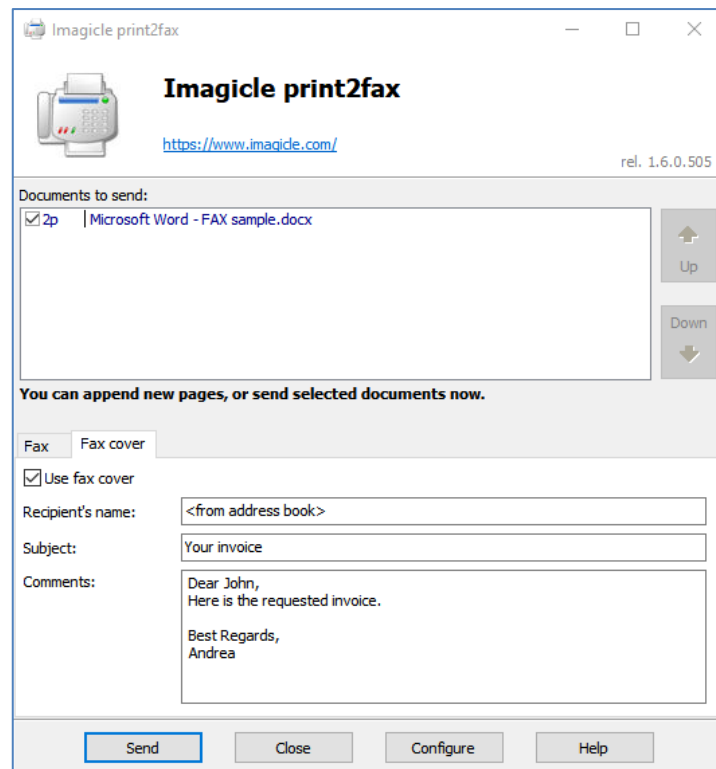 Imagicle print2fax
Imagicle print2fax
https://www.imagicle.com/
rel. 1.6.0.505
Documents to send:
2p Microsoft Word - FAX sample.docx
Up
Down
You can append new pages, or send selected documents now.
Fax Fax cover
Use fax cover
Recipient's name: <from address book>
Subject: Your invoice
Comments: Dear John,
Here is the requested invoice.
Best Regards,
Andrea
Send Close Configure Help